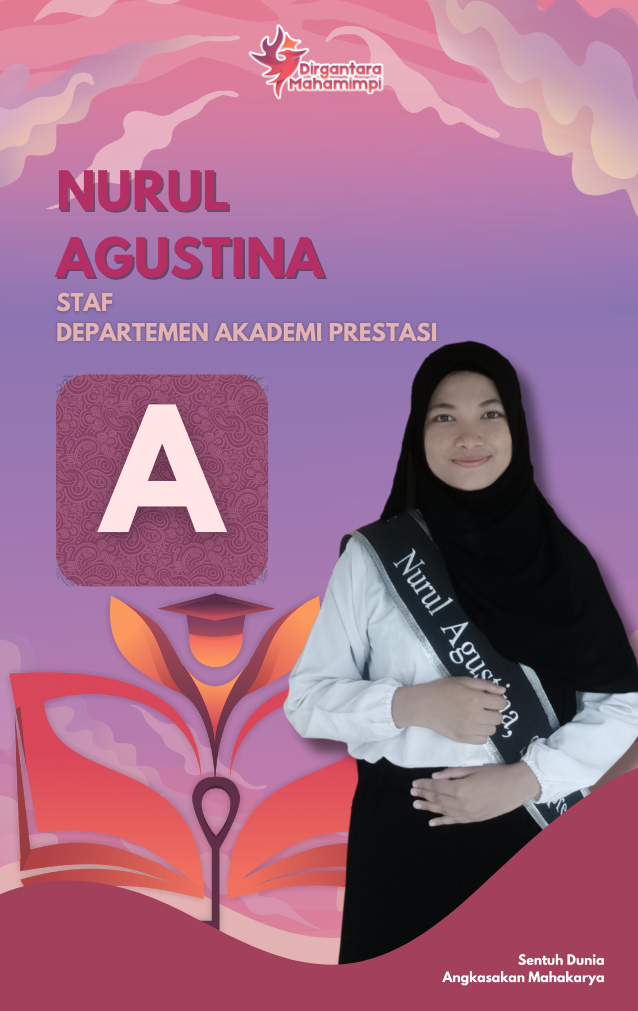 Dirgantara
Mahamimpi
NURUL
AGUSTINA
STAF
DEPARTEMEN AKADEMI PRESTASI
A
Nurul Agustina,
Sentuh Dunia
Angkasakan Mahakarya